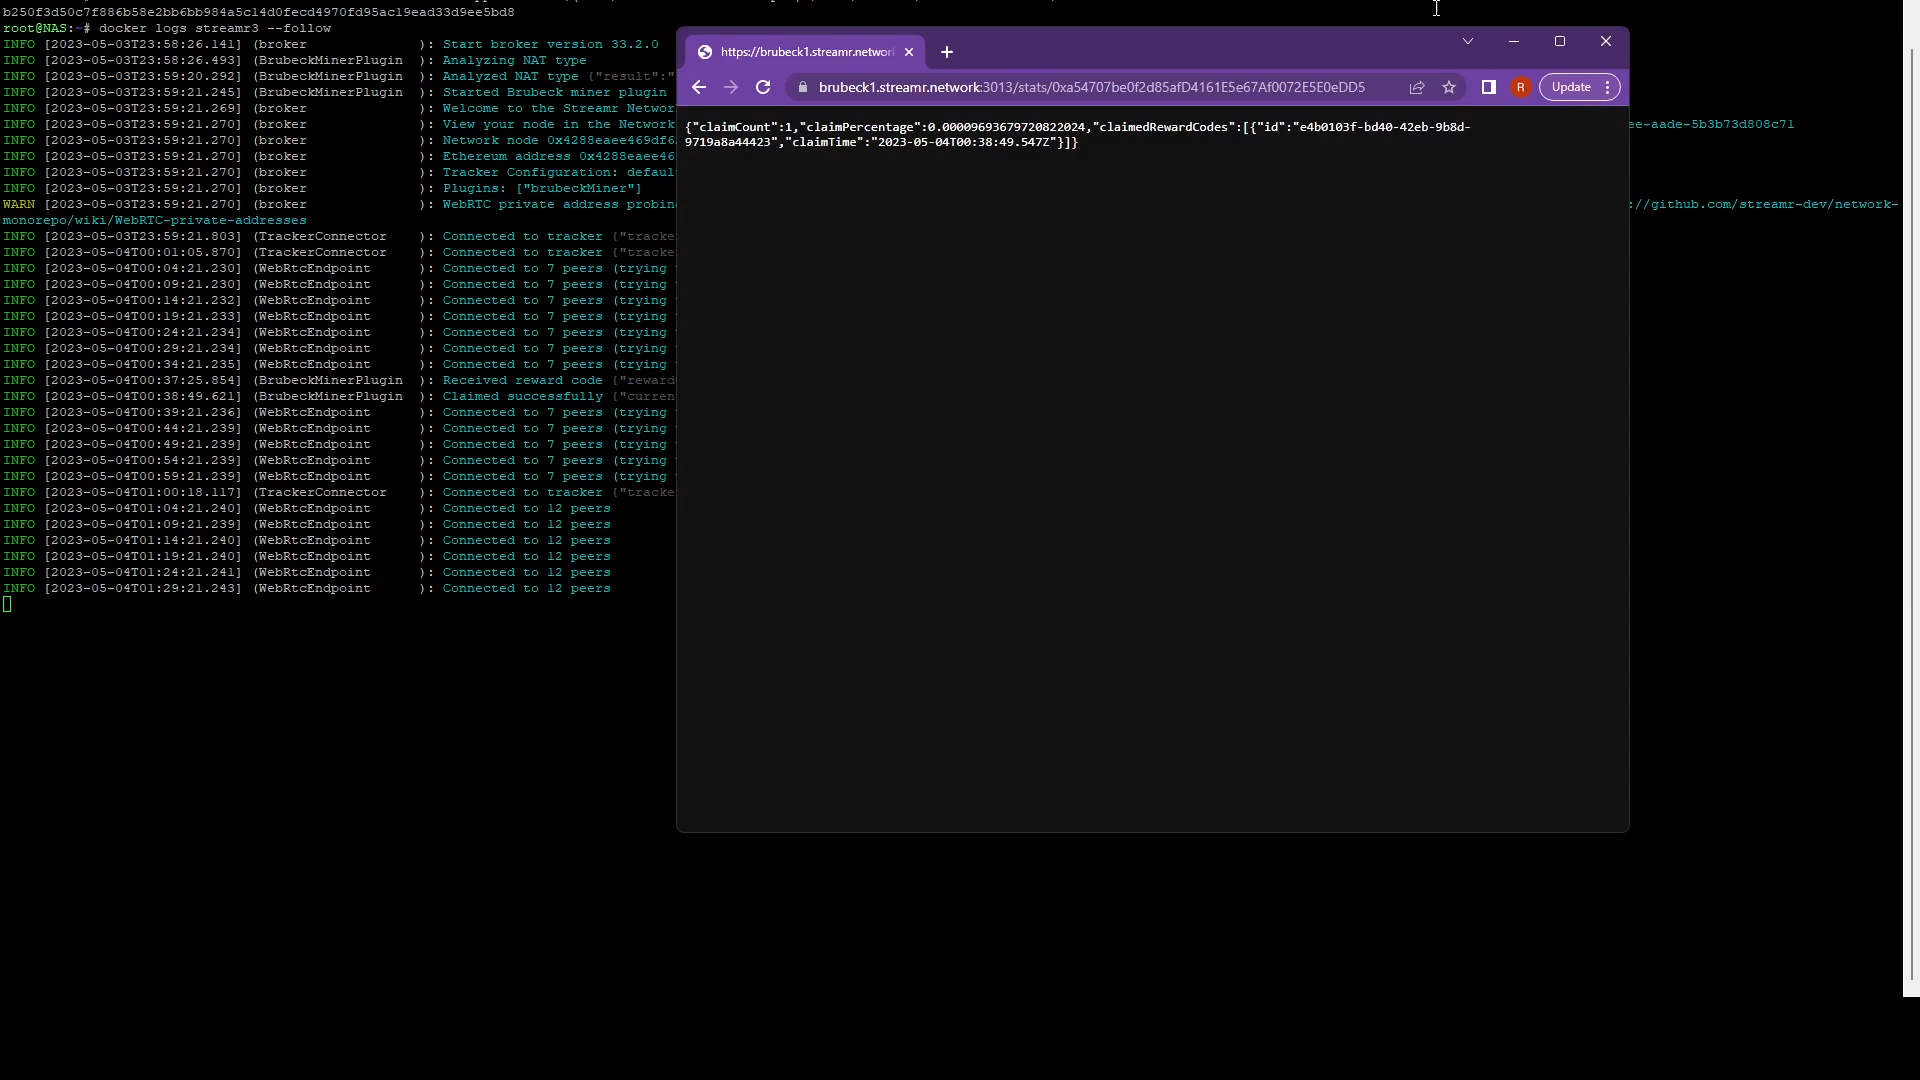 b250f3d50c7f886b58e2bb6bb984a5c14d0fecd4970fd95ac19ead33d9ee5bd8
root@NAS:~# docker logs streamr3 --follow
INFO [2023-05-03T23:58:26.141] (broker ): Start broker version 33.2.0
INFO [2023-05-03T23:58:26.493] (BrubeckMinerPlugin ): Analyzing NAT type
INFO [2023-05-03T23:59:20.292] (BrubeckMinerPlugin ): Analyzed NAT type {"result":"
INFO [2023-05-03T23:59:21.245] (BrubeckMinerPlugin ): Started Brubeck miner plugin
INFO [2023-05-03T23:59:21.269] (broker ): Welcome to the Streamr Networ
INFO [2023-05-03T23:59:21.270] (broker ): View your node in the Network ee-aade-5b3b73d808c71
INFO [2023-05-03T23:59:21.270] (broker ): Network node 0x4288eaee469df6
INFO [2023-05-03T23:59:21.270] (broker ): Ethereum address 0x4288eaee46
INFO [2023-05-03T23:59:21.270] (broker ): Tracker Configuration: defaul
INFO [2023-05-03T23:59:21.270] (broker ): Plugins: ["brubeckMiner"]
WARN [2023-05-03T23:59:21.270] (broker ): WebRTC private address probin ://github.com/streamr-dev/network-
monorepo/wiki/WebRTC-private-addresses
INFO [2023-05-03T23:59:21.803] (TrackerConnector ): Connected to tracker {"tracke
INFO [2023-05-04T00:01:05.870] (TrackerConnector ): Connected to tracker {"tracke
INFO [2023-05-04T00:04:21.230] (WebRtcEndpoint ): Connected to 7 peers (trying
INFO [2023-05-04T00:09:21.230] (WebRtcEndpoint ): Connected to 7 peers (trying
INFO [2023-05-04T00:14:21.232] (WebRtcEndpoint ): Connected to 7 peers (trying
INFO [2023-05-04T00:19:21.233] (WebRtcEndpoint ): Connected to 7 peers (trying
INFO [2023-05-04T00:24:21.234] (WebRtcEndpoint ): Connected to 7 peers (trying
INFO [2023-05-04T00:29:21.234] (WebRtcEndpoint ): Connected to 7 peers (trying
INFO [2023-05-04T00:34:21.235] (WebRtcEndpoint ): Connected to 7 peers (trying
INFO [2023-05-04T00:37:25.854] (BrubeckMinerPlugin ): Received reward code {"reward
INFO [2023-05-04T00:38:49.621] (BrubeckMinerPlugin ): Claimed successfully {"curren
INFO [2023-05-04T00:39:21.236] (WebRtcEndpoint ): Connected to 7 peers (trying
INFO [2023-05-04T00:44:21.239] (WebRtcEndpoint ): Connected to 7 peers (trying
INFO [2023-05-04T00:49:21.239] (WebRtcEndpoint ): Connected to 7 peers (trying
INFO [2023-05-04T00:54:21.239] (WebRtcEndpoint ): Connected to 7 peers (trying
INFO [2023-05-04T00:59:21.239] (WebRtcEndpoint ): Connected to 7 peers (trying
INFO [2023-05-04T01:00:18.117] (TrackerConnector ): Connected to tracker {"tracke
INFO [2023-05-04T01:04:21.240] (WebRtcEndpoint ): Connected to 12 peers
INFO [2023-05-04T01:09:21.239] (WebRtcEndpoint ): Connected to 12 peers
INFO [2023-05-04T01:14:21.240] (WebRtcEndpoint ): Connected to 12 peers
INFO [2023-05-04T01:19:21.240] (WebRtcEndpoint ): Connected to 12 peers
INFO [2023-05-04T01:24:21.241] (WebRtcEndpoint ): Connected to 12 peers
INFO [2023-05-04T01:29:21.243] (WebRtcEndpoint ): Connected to 12 peers
https://brubeck1.streamr.networ
brubeck1.streamr.network:3013/stats/0xa54707be0f2d85afD4161E5e67Af0072E5E0eDD5
R
Update
{"claimCount":1,"claimPercentage":0.00009693679720822024,"claimedRewardCodes":[{"id":"e4b0103f-bd40-42eb-9b8d-
9719a8a44423","claimTime":"2023-05-04T00:38:49.547Z"}]}